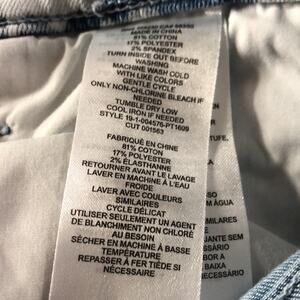 MADE IN CHINA
81% COTTON
17% POLYESTER
2% SPANDEX
TURN INSIDE OUT BEFORE
WASHING
MACHINE WASH COLD
WITH LIKE COLORS
GENTLE CYCLE
ONLY NON-CHLORINE BLEACH IF
NEEDED
TUMBLE DRY LOW
COOL IRON IF NEEDED
STYLE 19-1-004576-PT1609
CUT 001563
FABRIQUÉ EN CHINE
81% COTON
17% POLYESTER
2% ÉLASTHANNE
RETOURNER AVANT LE LAVAGE
LAVER EN MACHINE À L'EAU
FROIDE
LAVER AVEC COULEURS
SIMILAIRES
CYCLE DÉLICAT
UTILISER SEULEMENT UN AGENT
DE BLANCHIMENT NON CHLORÉ
AU BESOIN
SÉCHER EN MACHINE À BASSE
TEMPÉRATURE
REPASSER À FER TIÈDE SI
NÉCESSAIRE